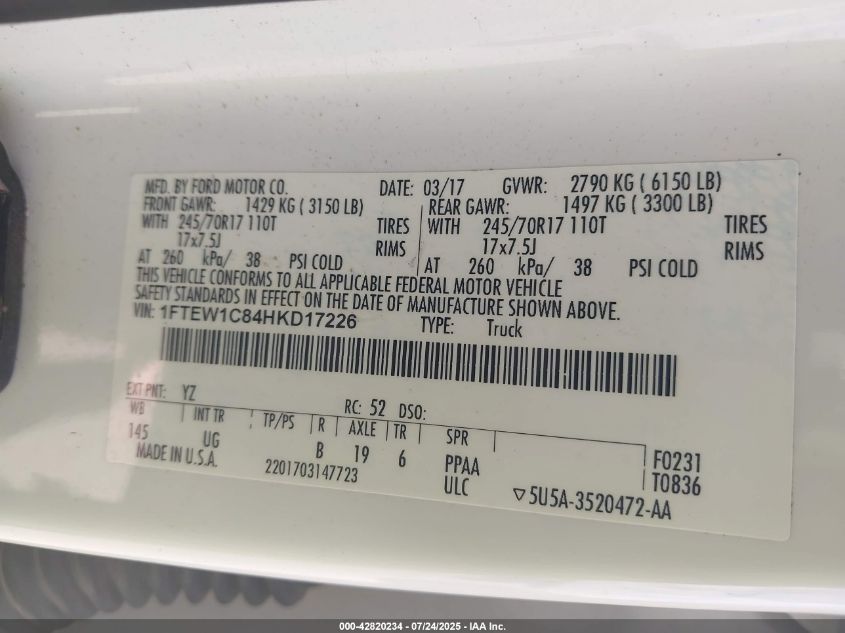 MFD. BY FORD MOTOR CO. DATE: 03/17 GVWR: 2790 KG ( 6150 LB)
FRONT GAWR: 1429 KG ( 3150 LB) REAR GAWR: 1497 KG ( 3300 LB)
WITH 245/70R17 110T TIRES WITH 245/70R17 110T TIRES
17x7.5J RIMS 17x7.5J RIMS
AT 260 kPa/ 38 PSI COLD AT 260 kPa/ 38 PSI COLD
THIS VEHICLE CONFORMS TO ALL APPLICABLE FEDERAL MOTOR VEHICLE
SAFETY STANDARDS IN EFFECT ON THE DATE OF MANUFACTURE SHOWN ABOVE.
VIN: 1FTEW1C84HKD17226 TYPE: Truck
EXT PNT: YZ RC: 52 DSO:
WB INT TR TP/PS R AXLE TR SPR
145 UG B 19 6 PPAA F0231
MADE IN U.S.A. 2201703147723 ULC T0836
▽5U5A-3520472-AA
000-42820234 - 07/24/2025 - IAA Inc.